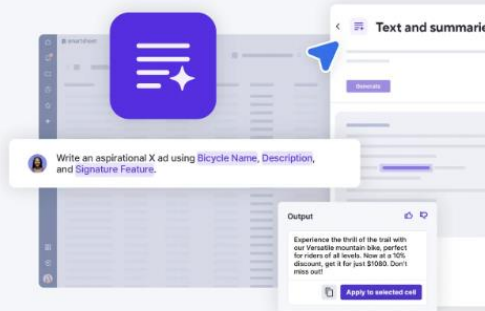 smartsheet
Text and summarie
Generate
Write an aspirational X ad using Bicycle Name, Description,
and Signature Feature.
Output
Experience the thrill of the trail with
our Versatile mountain bike, perfect
for riders of all levels. Now at a 10%
discount, get it for just $1080. Don't
miss out!
Apply to selected cell